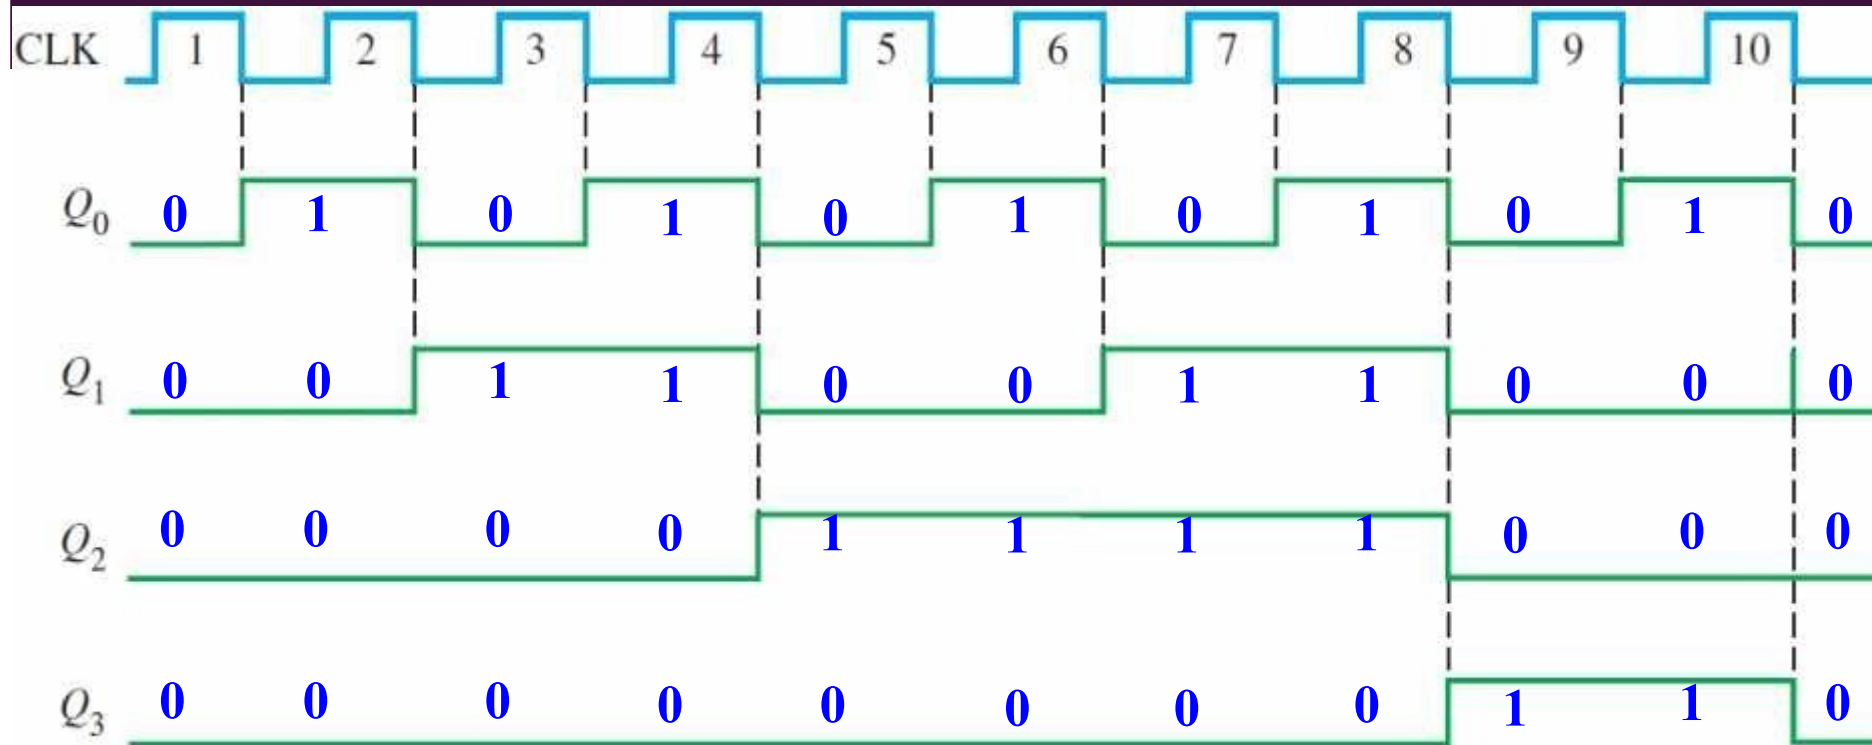 CLK 1 2 3 4 5 6 7 8 9 10
Q0 0 1 0 1 0 1 0 1 0 1 0
Q1 0 0 1 1 0 0 1 1 0 0 0
Q2 0 0 0 0 1 1 1 1 0 0 0
Q3 0 0 0 0 0 0 0 0 1 1 0